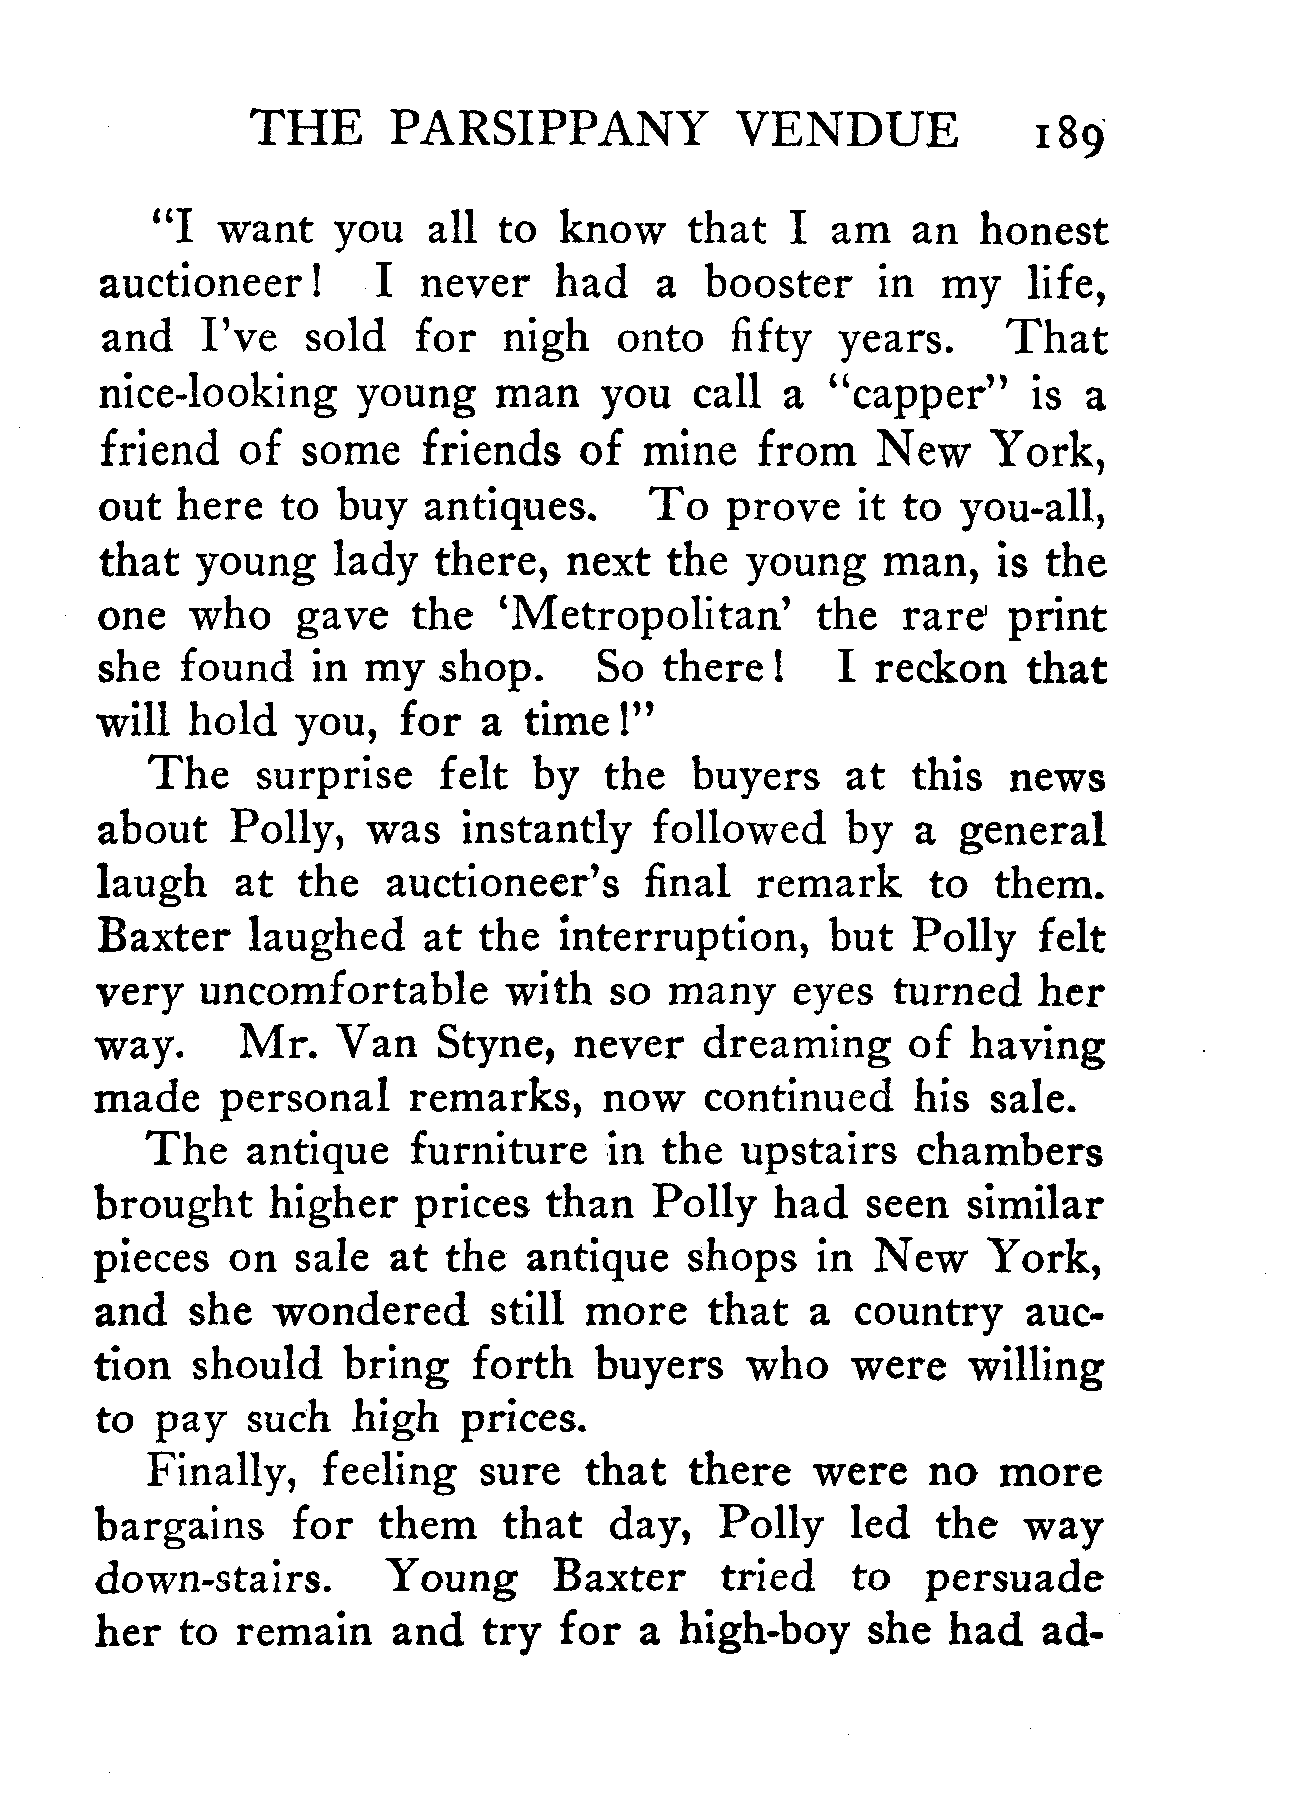 THE PARSIPPANY VENDUE 189
"I want you all to know that I am an honest
auctioneer! I never had a booster in my life,
and I've sold for nigh onto fifty years. That
nice-looking young man you call a "capper" is a
friend of some friends of mine from New York,
out here to buy antiques. To prove it to you-all,
that young lady there, next the young man, is the
one who gave the 'Metropolitan' the rare print
she found in my shop. So there! I reckon that
will hold you, for a time!"
The surprise felt by the buyers at this news
about Polly, was instantly followed by a general
laugh at the auctioneer's final remark to them.
Baxter laughed at the interruption, but Polly felt
very uncomfortable with so many eyes turned her
way. Mr. Van Styne, never dreaming of having
made personal remarks, now continued his sale.
The antique furniture in the upstairs chambers
brought higher prices than Polly had seen similar
pieces on sale at the antique shops in New York,
and she wondered still more that a country auc-
tion should bring forth buyers who were willing
to pay such high prices.
Finally, feeling sure that there were no more
bargains for them that day, Polly led the way
down-stairs. Young Baxter tried to persuade
her to remain and try for a high-boy she had ad-